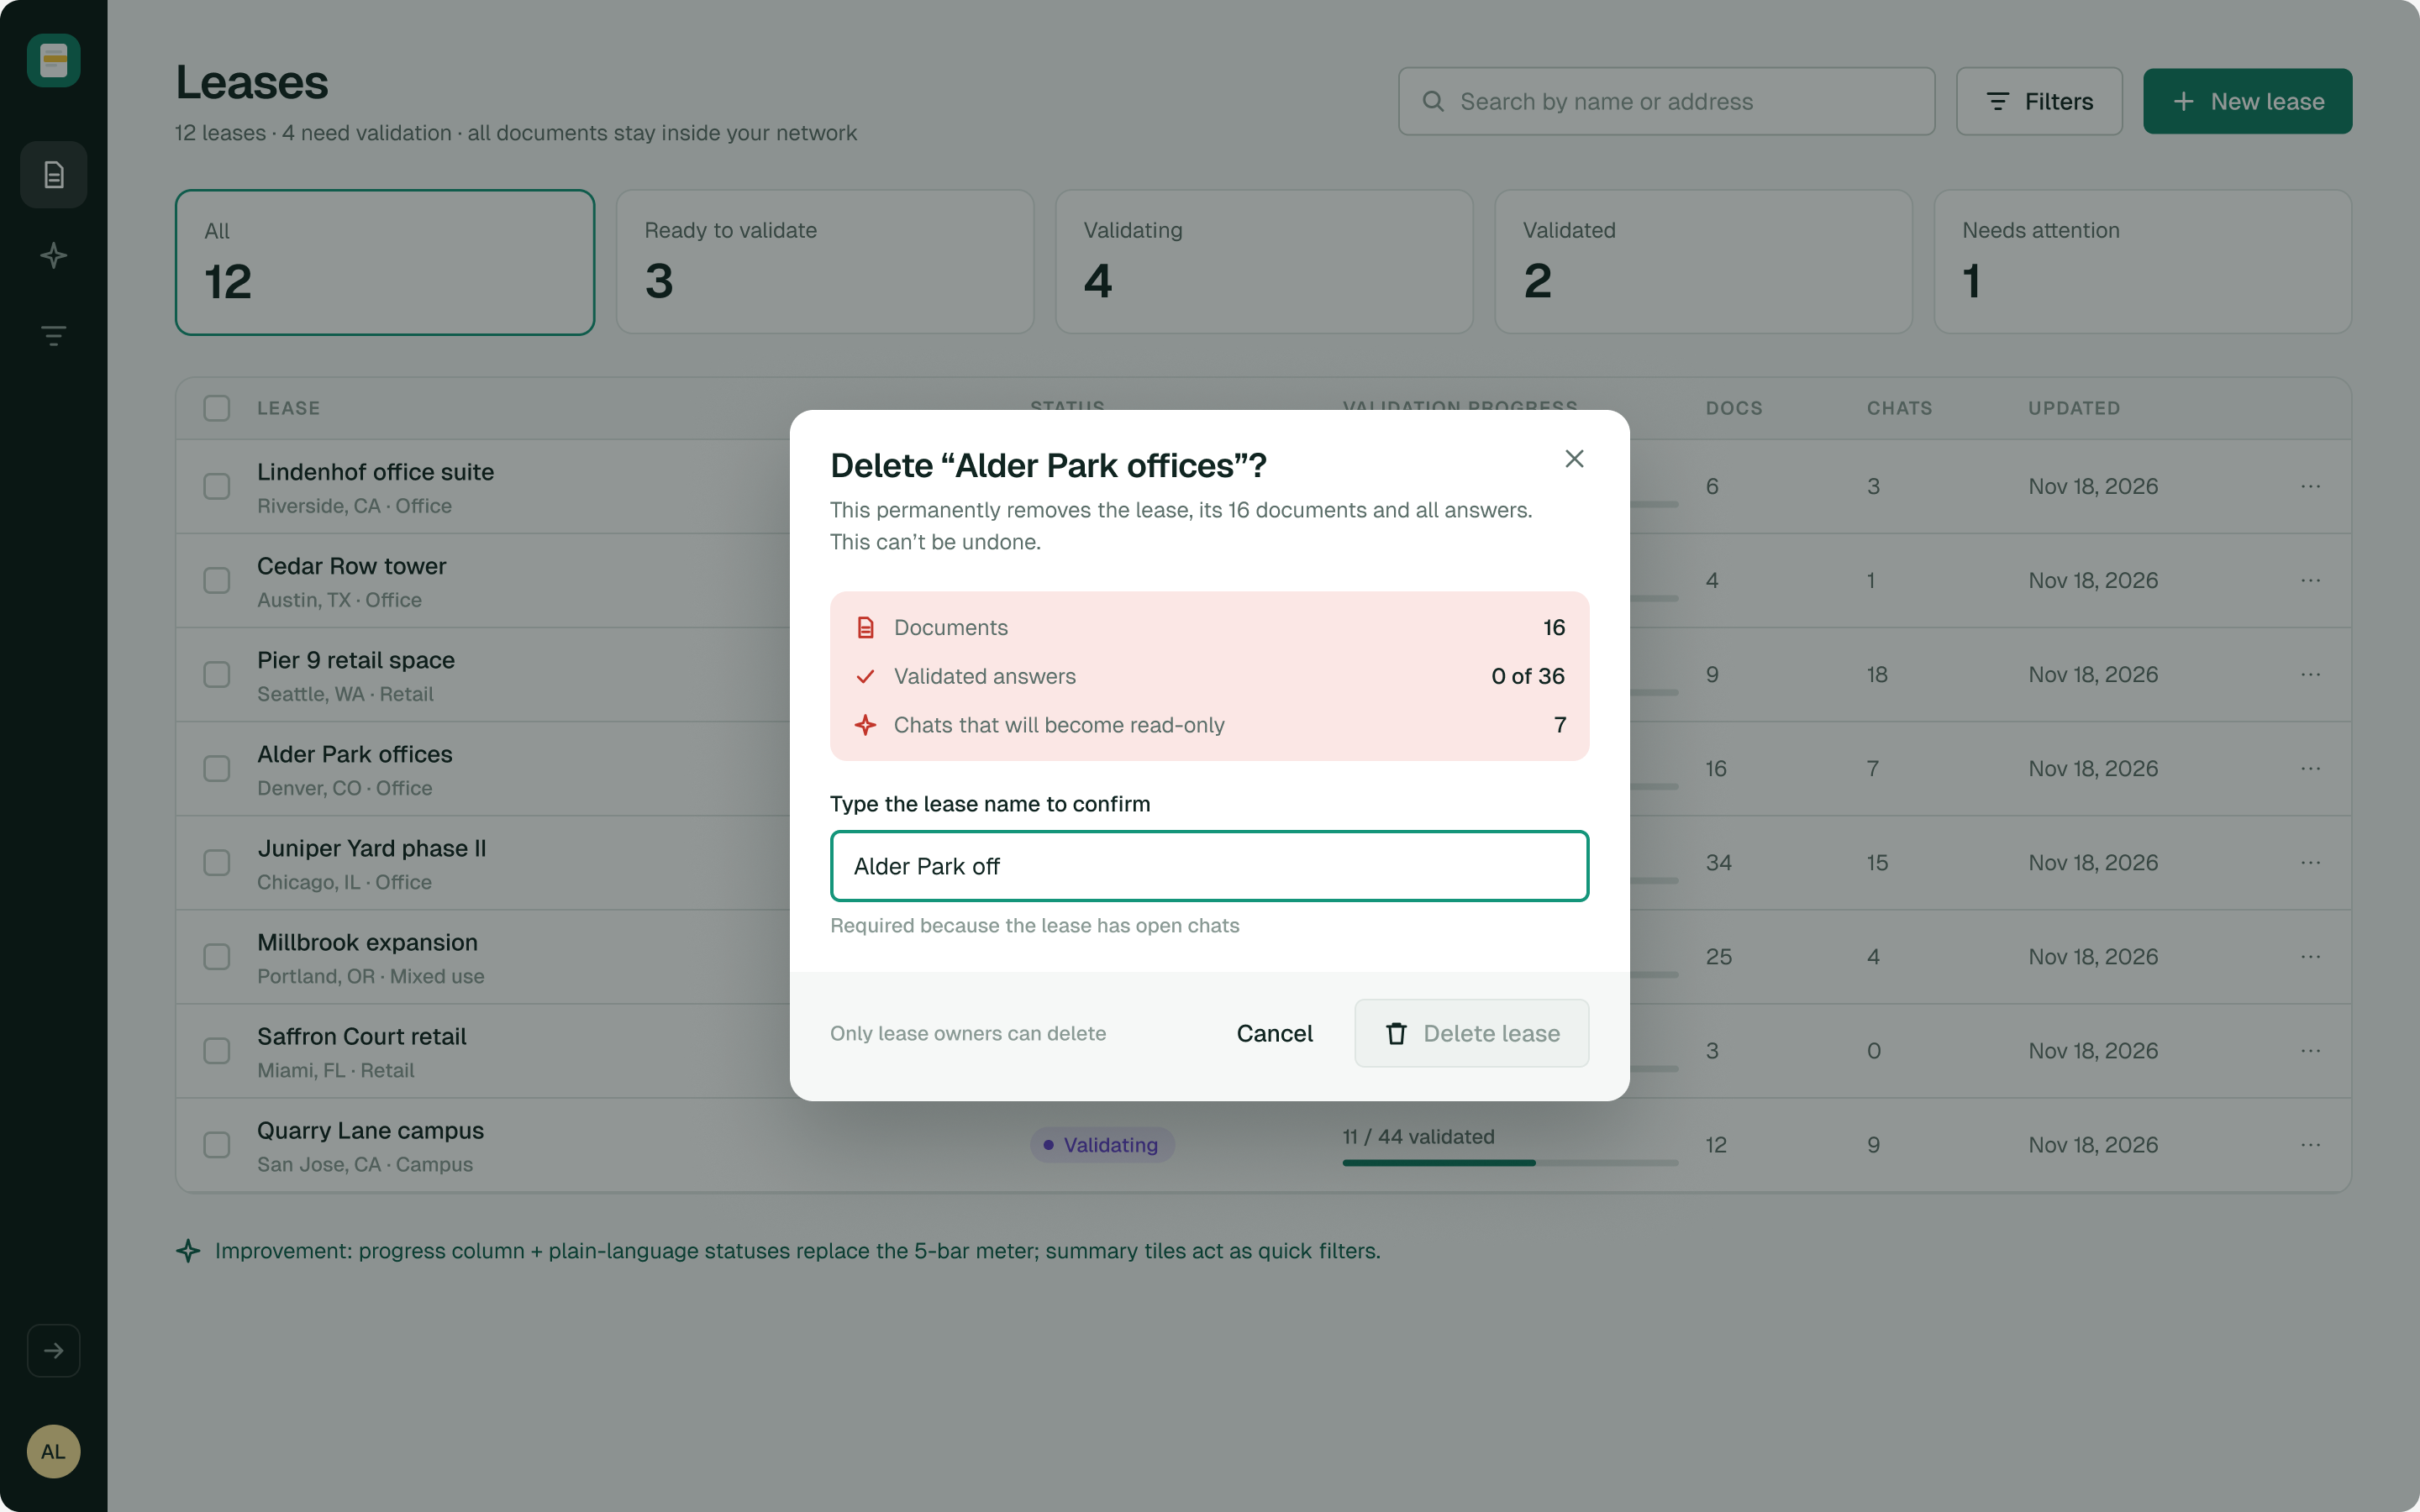 Leases
12 leases · 4 need validation · all documents stay inside your network
Search by name or address
Filters
New lease
All
12
Ready to validate
3
Validating
4
Validated
2
Needs attention
1
LEASE STATUS VALIDATION PROGRESS DOCS CHATS UPDATED
Lindenhof office suite
Riverside, CA · Office
6 3 Nov 18, 2026
Cedar Row tower
Austin, TX · Office
4 1 Nov 18, 2026
Pier 9 retail space
Seattle, WA · Retail
9 18 Nov 18, 2026
Alder Park offices
Denver, CO · Office
16 7 Nov 18, 2026
Juniper Yard phase II
Chicago, IL · Office
34 15 Nov 18, 2026
Millbrook expansion
Portland, OR · Mixed use
25 4 Nov 18, 2026
Saffron Court retail
Miami, FL · Retail
3 0 Nov 18, 2026
Quarry Lane campus
San Jose, CA · Campus
Validating
11 / 44 validated
12 9 Nov 18, 2026
Delete “Alder Park offices”?
This permanently removes the lease, its 16 documents and all answers.
This can’t be undone.
Documents 16
Validated answers 0 of 36
Chats that will become read-only 7
Type the lease name to confirm
Alder Park off
Required because the lease has open chats
Only lease owners can delete
Cancel
Delete lease
Improvement: progress column + plain-language statuses replace the 5-bar meter; summary tiles act as quick filters.
AL